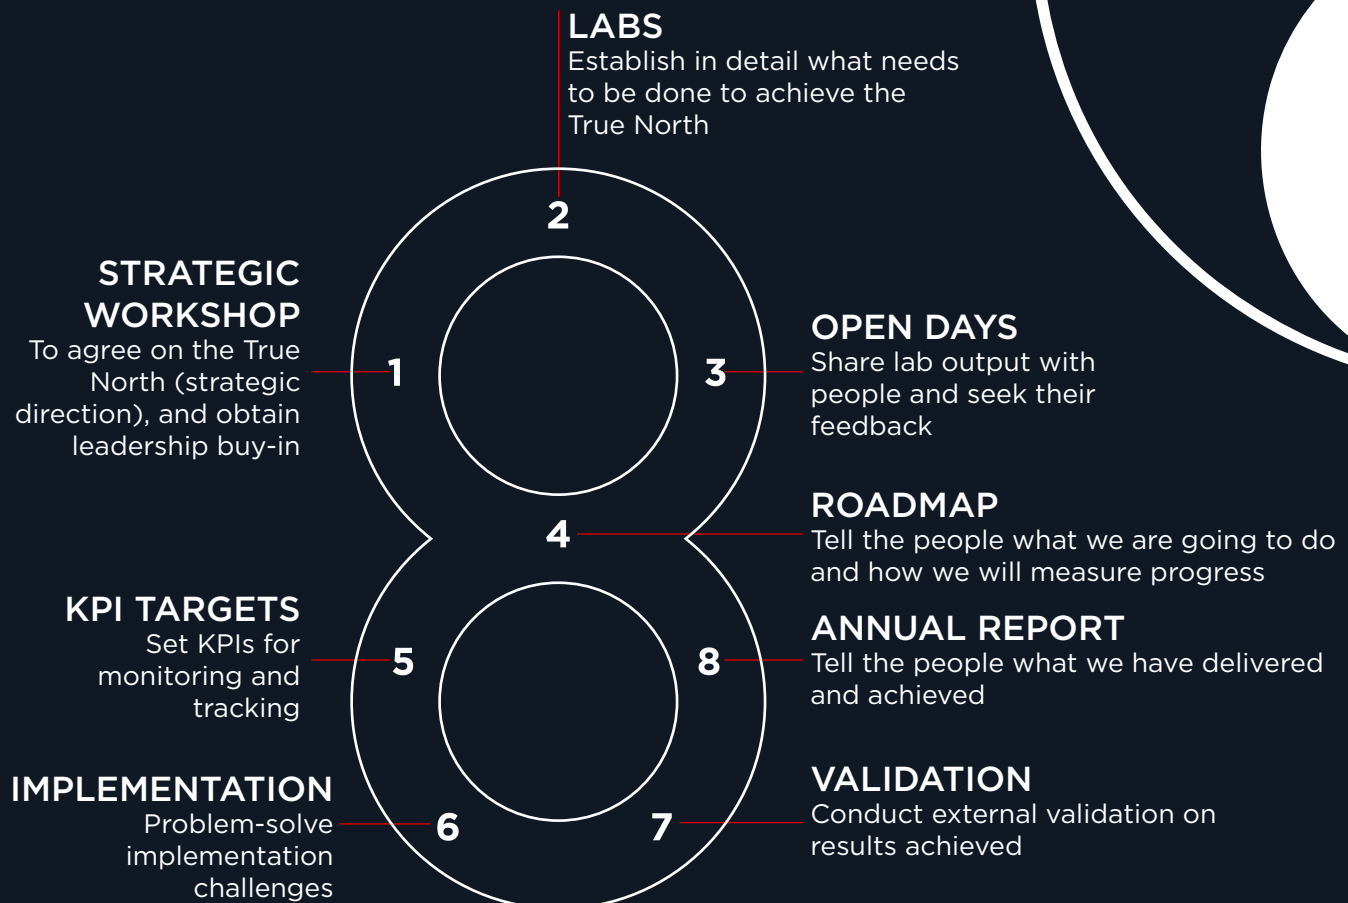 LABS
Establish in detail what needs
to be done to achieve the
True North
2
STRATEGIC
WORKSHOP
To agree on the True
North (strategic
direction), and obtain
leadership buy-in
1
3
OPEN DAYS
Share lab output with
people and seek their
feedback
4
ROADMAP
Tell the people what we are going to do
and how we will measure progress
KPI TARGETS
Set KPIs for
monitoring and
tracking
5
8
ANNUAL REPORT
Tell the people what we have delivered
and achieved
IMPLEMENTATION
Problem-solve
implementation
challenges
6
7
VALIDATION
Conduct external validation on
results achieved